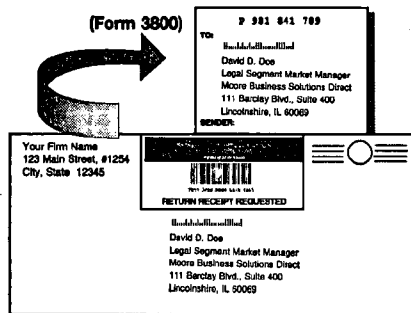 (Form 3800)
P 981 841 789
TO:
David D. Doe
Legal Segment Market Manager
Moore Business Solutions Direct
111 Barclay Blvd., Suite 400
Lincolnshire, IL 60069
SENDER:
Your Firm Name
123 Main Street, #1254
City, State 12345
RETURN RECEIPT REQUESTED
David D. Doe
Legal Segment Market Manager
Moore Business Solutions Direct
111 Barclay Blvd., Suite 400
Lincolnshire, IL 60069